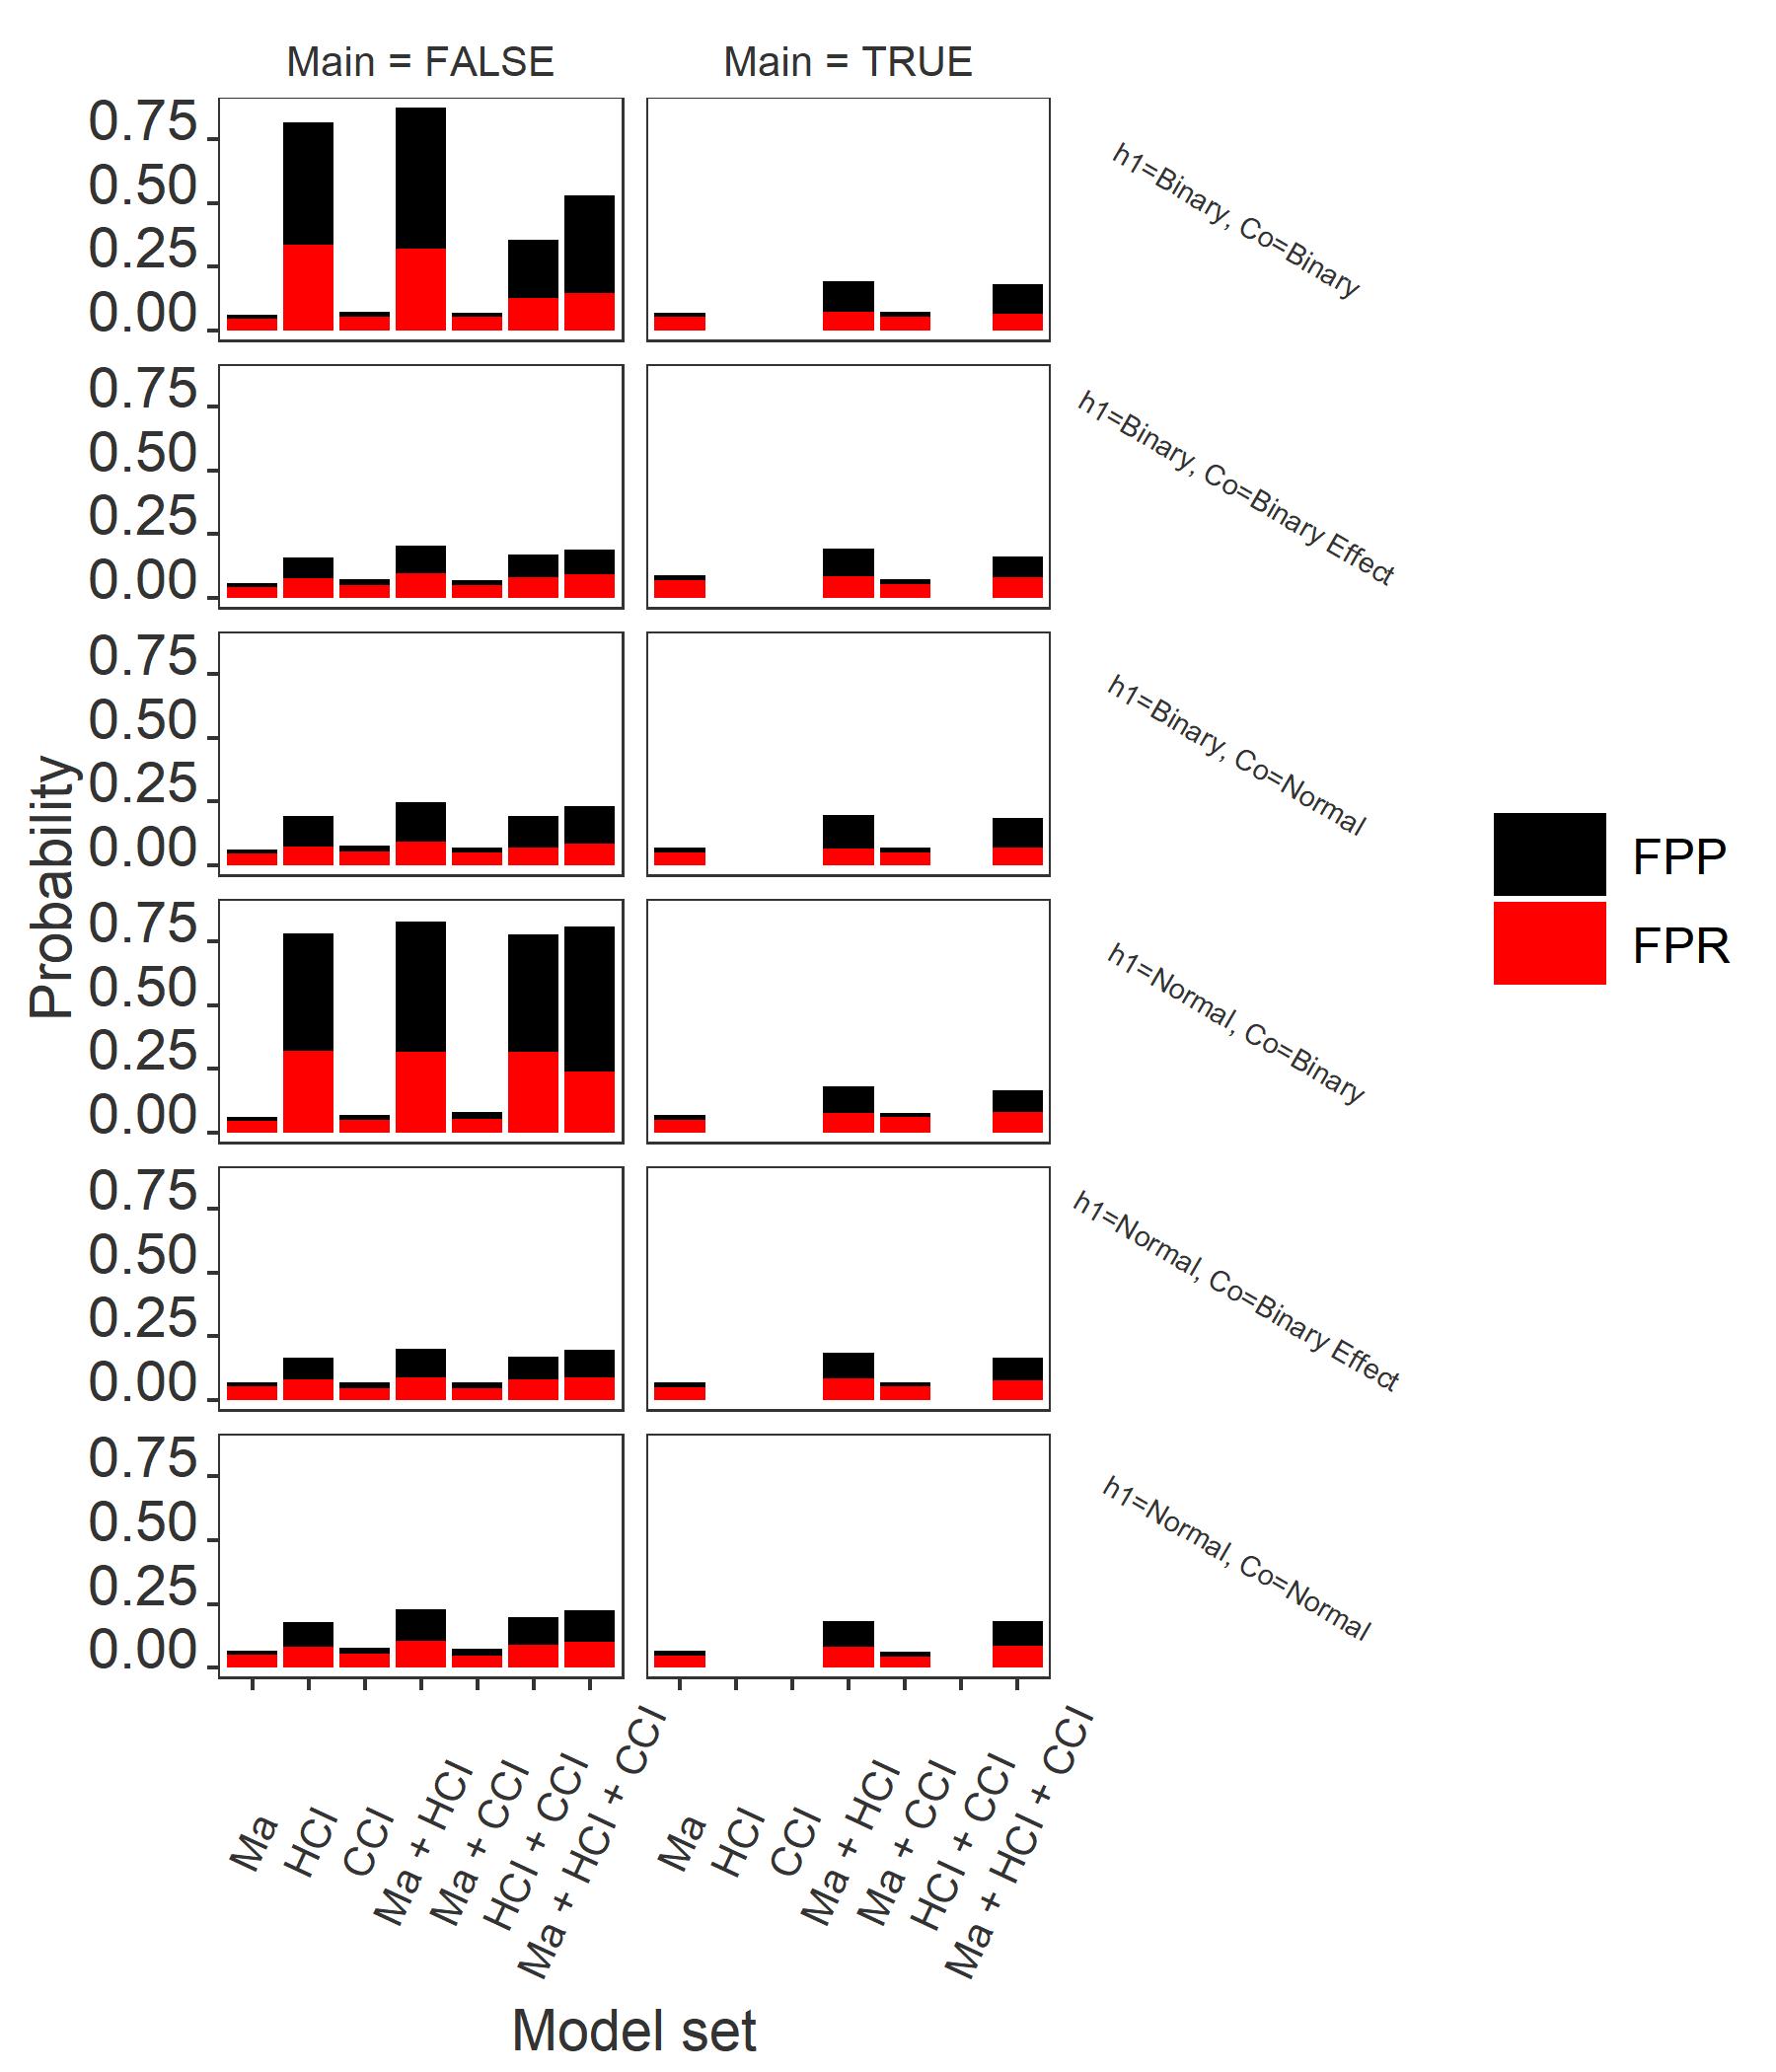 Main = FALSE
Main = TRUE
0.75
0.50
0.25
0.00
h1=Binary, Co=Binary
0.75
0.50
0.25
0.00
h1=Binary, Co=Binary Effect
0.75
0.50
0.25
0.00
h1=Binary, Co=Normal
0.75
0.50
0.25
0.00
h1=Normal, Co=Binary
0.75
0.50
0.25
0.00
h1=Normal, Co=Binary Effect
0.75
0.50
0.25
0.00
h1=Normal, Co=Normal
Probability
FPP
FPR
Ma
HCI
CCI
Ma + HCI
Ma + CCI
HCI + CCI
Ma + HCI + CCI
Ma
HCI
CCI
Ma + HCI
Ma + CCI
HCI + CCI
Ma + HCI + CCI
Model set